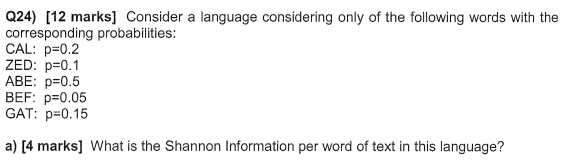 Q24) [12 marks] Consider a language considering only of the following words with the
corresponding probabilities:
CAL: p=0.2
ZED: p=0.1
ABE: p=0.5
BEF: p=0.05
GAT: p=0.15
a) [4 marks] What is the Shannon Information per word of text in this language?